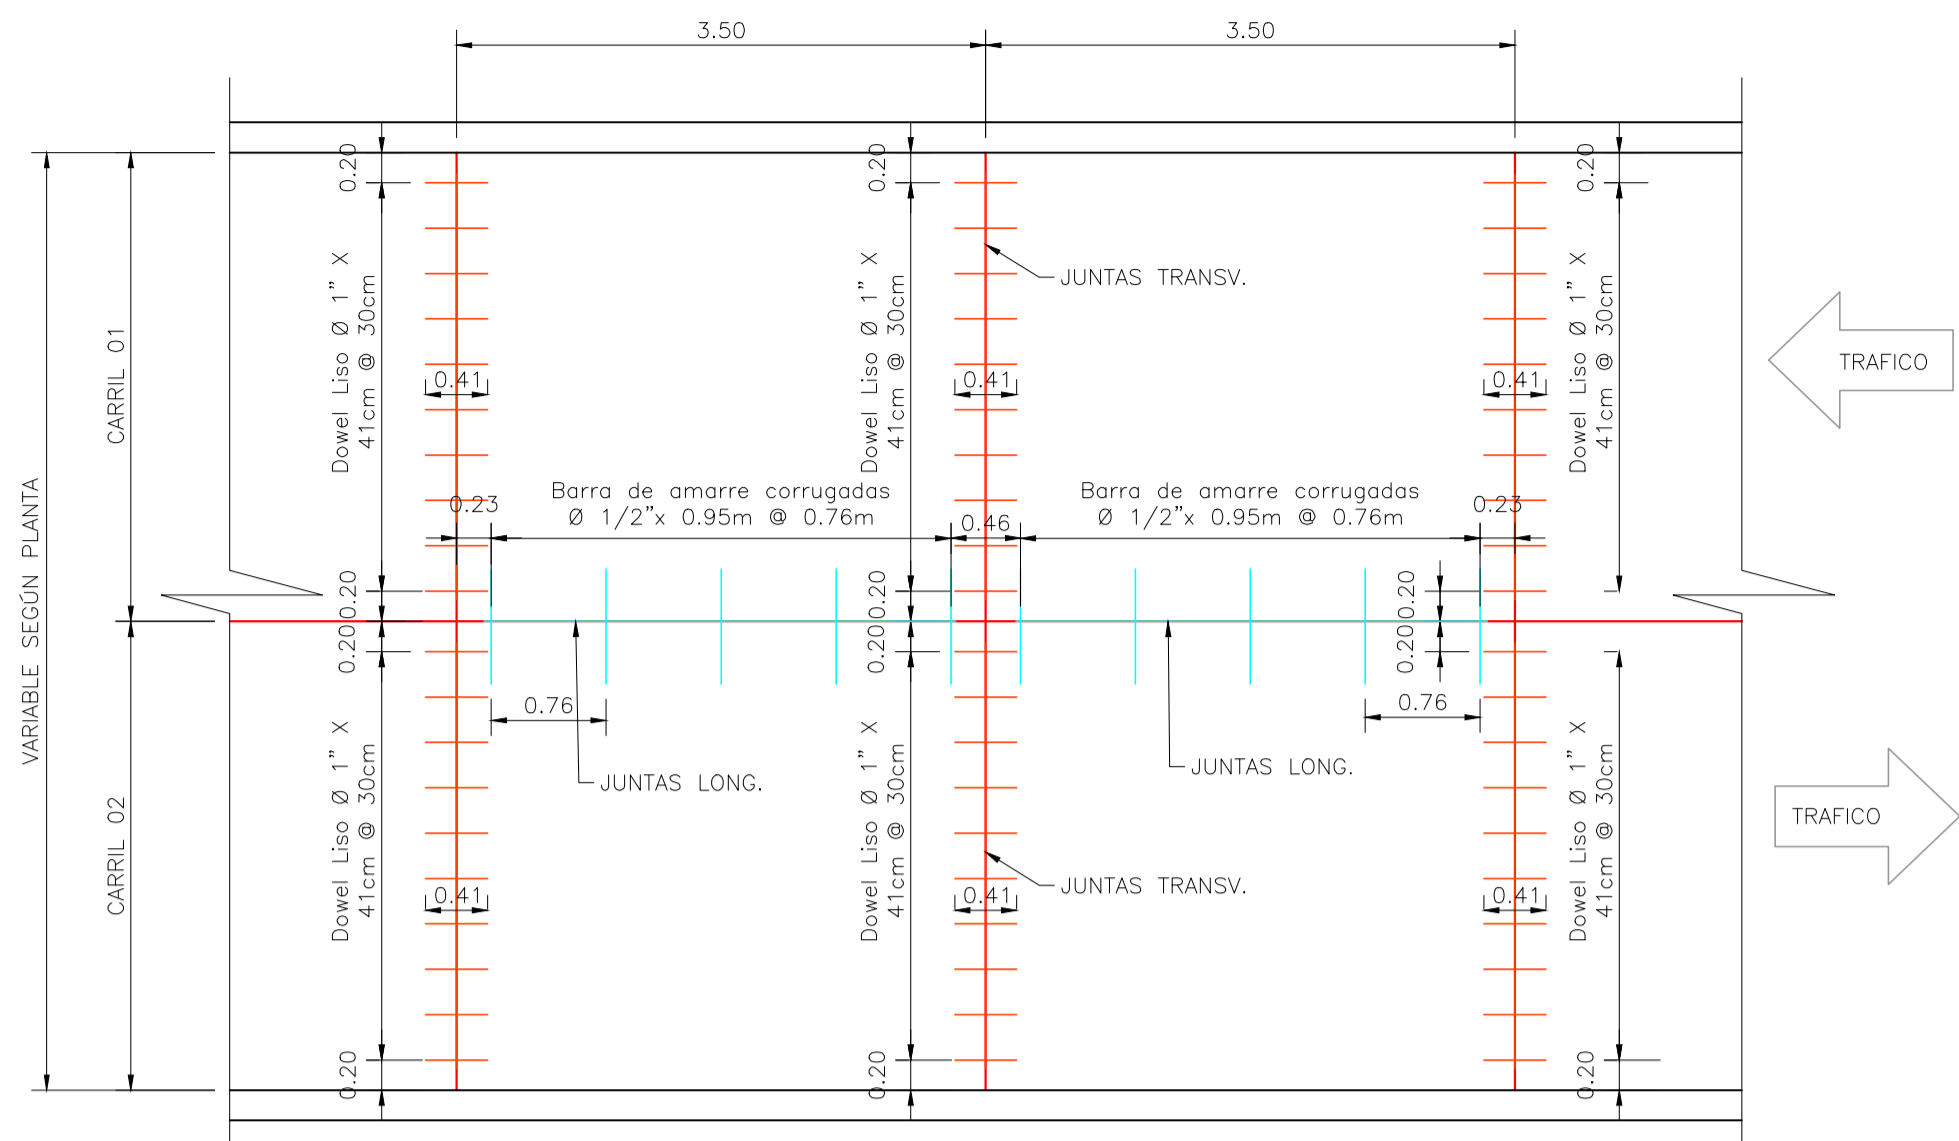 3.50
3.50
0.20
0.20
0.20
Dowel Liso Ø 1” X
41cm @ 30cm
Dowel Liso Ø 1” X
41cm @ 30cm
Dowel Liso Ø 1” X
41cm @ 30cm
JUNTAS TRANSV.
CARRIL 01
TRAFICO
0.41
0.41
0.41
VARIABLE SEGÚN PLANTA
0.23
Barra de amarre corrugadas
Ø 1/2”x 0.95m @ 0.76m
0.46
Barra de amarre corrugadas
Ø 1/2”x 0.95m @ 0.76m
0.23
0.20
0.20
0.20
0.20
0.20
0.20
0.76
0.76
JUNTAS LONG.
JUNTAS LONG.
Dowel Liso Ø 1” X
41cm @ 30cm
Dowel Liso Ø 1” X
41cm @ 30cm
Dowel Liso Ø 1” X
41cm @ 30cm
CARRIL 02
TRAFICO
JUNTAS TRANSV.
0.41
0.41
0.41
0.20
0.20
0.20